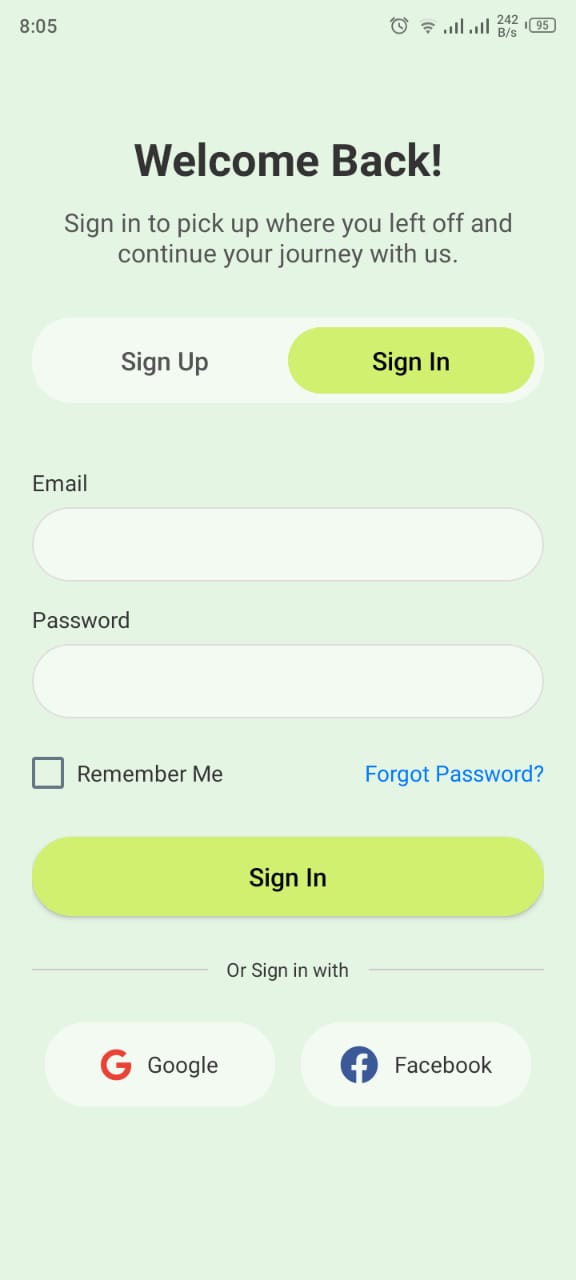 8:05
242
B/s
95
Welcome Back!
Sign in to pick up where you left off and
continue your journey with us.
Sign Up
Sign In
Email
Password
Remember Me
Forgot Password?
Sign In
Or Sign in with
Google
Facebook